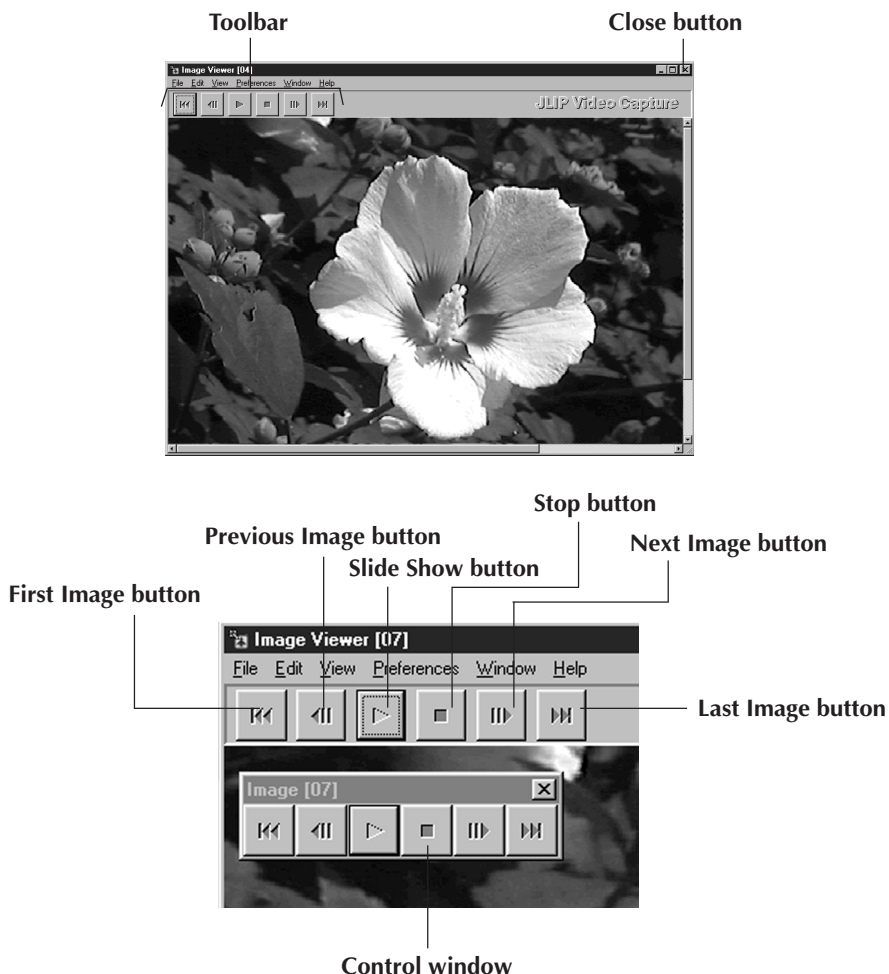 Toolbar
Close button
Image Viewer [04]
File Edit View Preferences Window Help
JLIP Video Capture
Stop button
Previous Image button
Next Image button
Slide Show button
First Image button
Image Viewer [07]
File Edit View Preferences Window Help
Last Image button
Image [07]
Control window